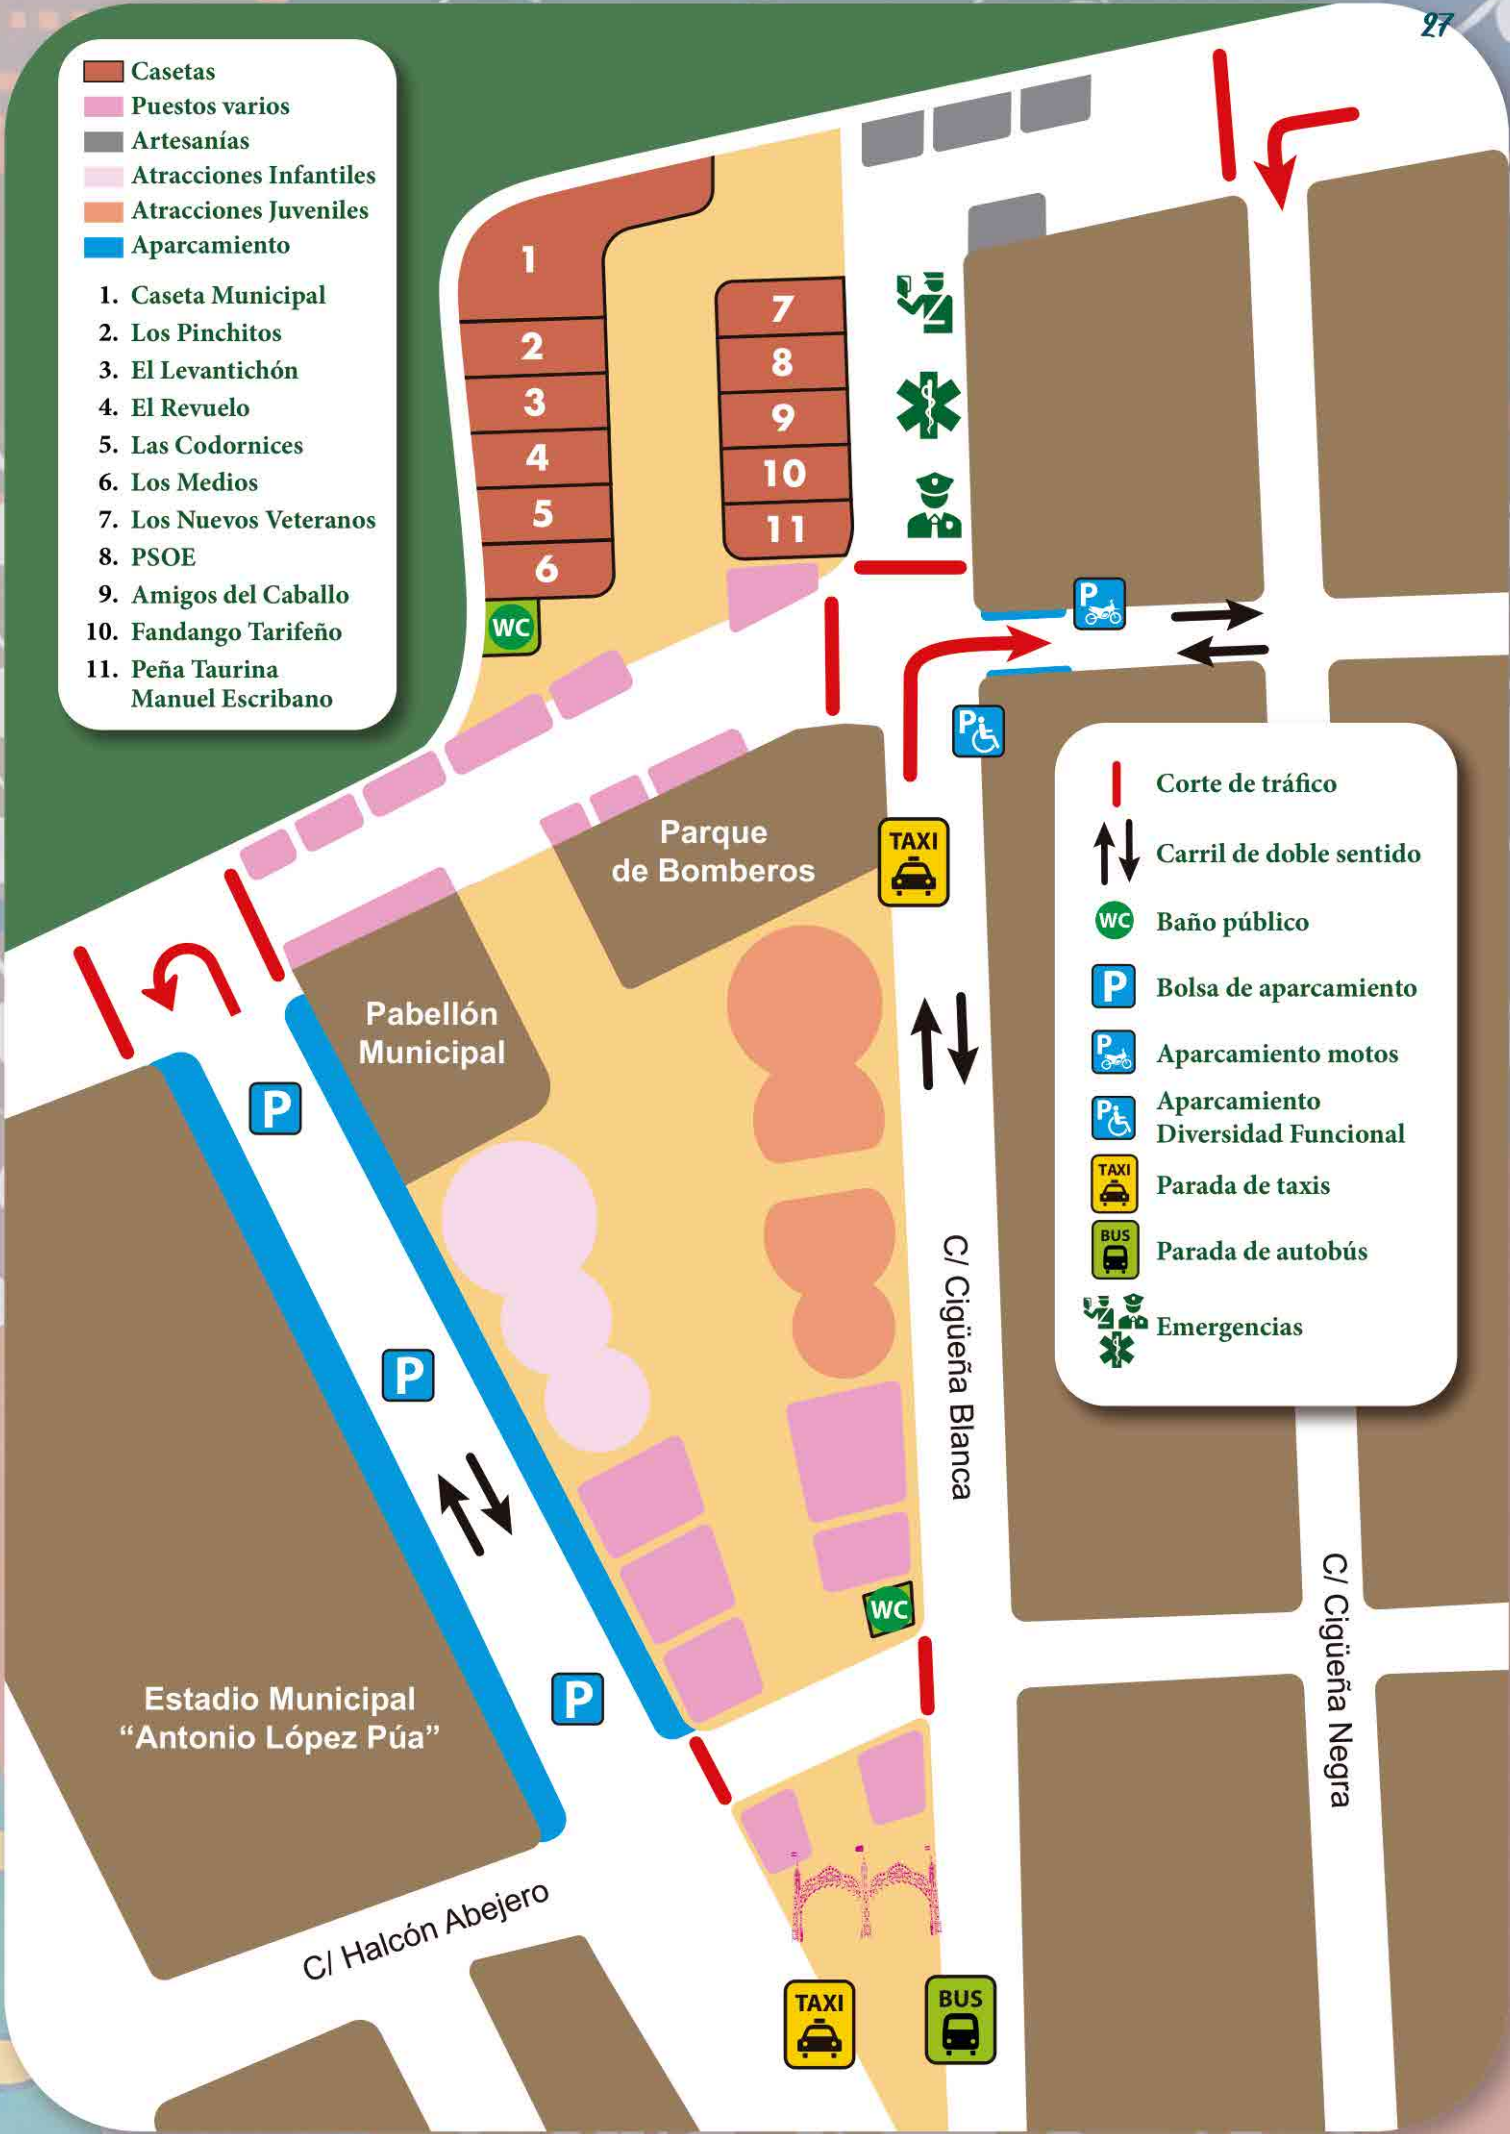 27
Casetas
Puestos varios
Artesanías
Atracciones Infantiles
Atracciones Juveniles
Aparcamiento
1. Caseta Municipal
2. Los Pinchitos
3. El Levantichón
4. El Revuelo
5. Las Codornices
6. Los Medios
7. Los Nuevos Veteranos
8. PSOE
9. Amigos del Caballo
10. Fandango Tarifeño
11. Peña Taurina
Manuel Escribano
1
2
3
4
5
6
WC
7
8
9
10
11
P
P
Parque
de Bomberos
TAXI
Pabellón
Municipal
P
P
P
C/ Cigüeña Blanca
WC
Estadio Municipal
“Antonio López Púa”
C/ Halcón Abejero
TAXI
BUS
C/ Cigüeña Negra
Corte de tráfico
Carril de doble sentido
WC Baño público
P Bolsa de aparcamiento
P Aparcamiento motos
P Aparcamiento
Diversidad Funcional
TAXI Parada de taxis
BUS Parada de autobús
Emergencias